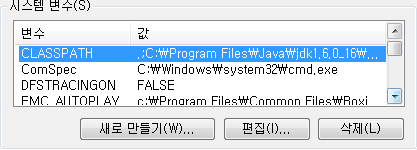 시스템 변수(S)
변수 값
CLASSPATH .;C:₩Program Files₩Java₩jdk1.6.0_16₩...
ComSpec C:₩Windows₩system32₩cmd.exe
DFSTRACINGON FALSE
EMC_AUTOPLAY c:₩Program Files₩Common Files₩Roxi...
새로 만들기(W)... 편집(I)... 삭제(L)